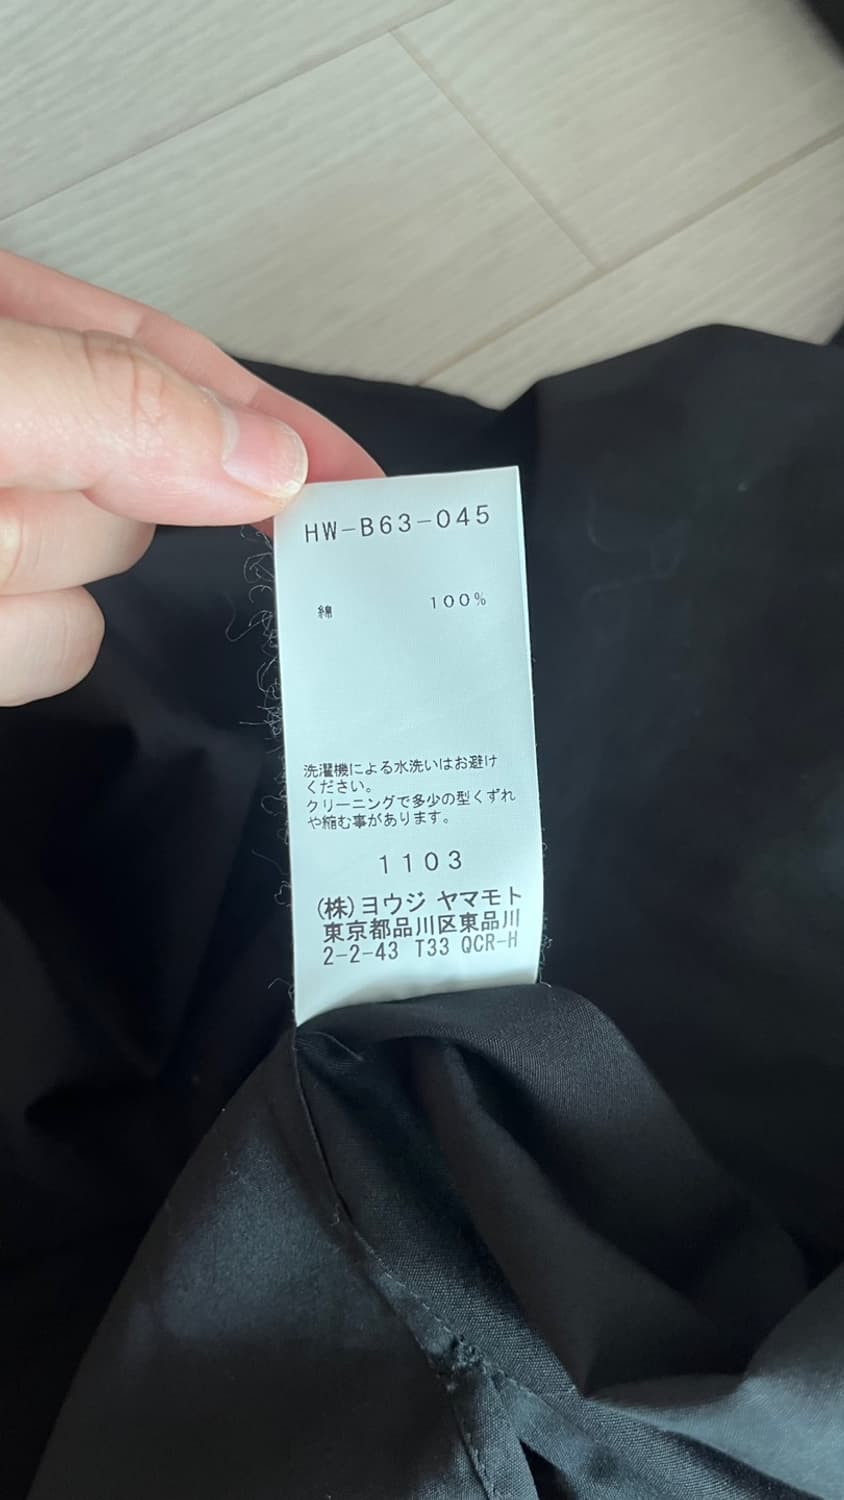 HW-B63-045
綿 100%
洗濯機による水洗いはお避け
ください。
クリーニングで多少の型くずれ
や縮む事があります。
1103
(株)ヨウジ ヤマモト
東京都品川区東品川
2-2-43 T33 QCR-H